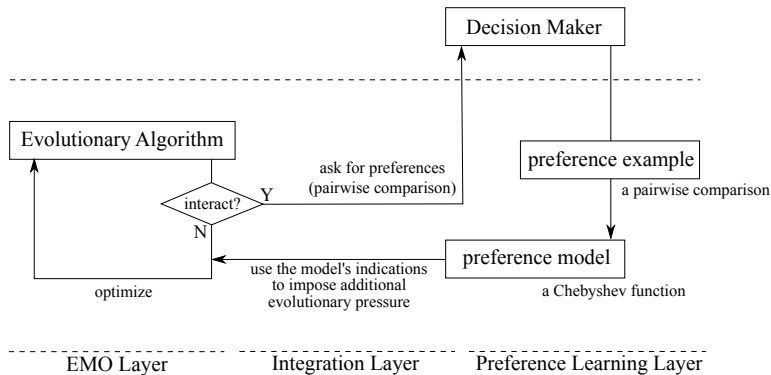 Decision Maker
Evolutionary Algorithm
ask for preferences
(pairwise comparison)
preference example
a pairwise comparison
interact?
Y
N
preference model
use the model's indications
to impose additional
evolutionary pressure
a Chebyshev function
optimize
EMO Layer
Integration Layer
Preference Learning Layer